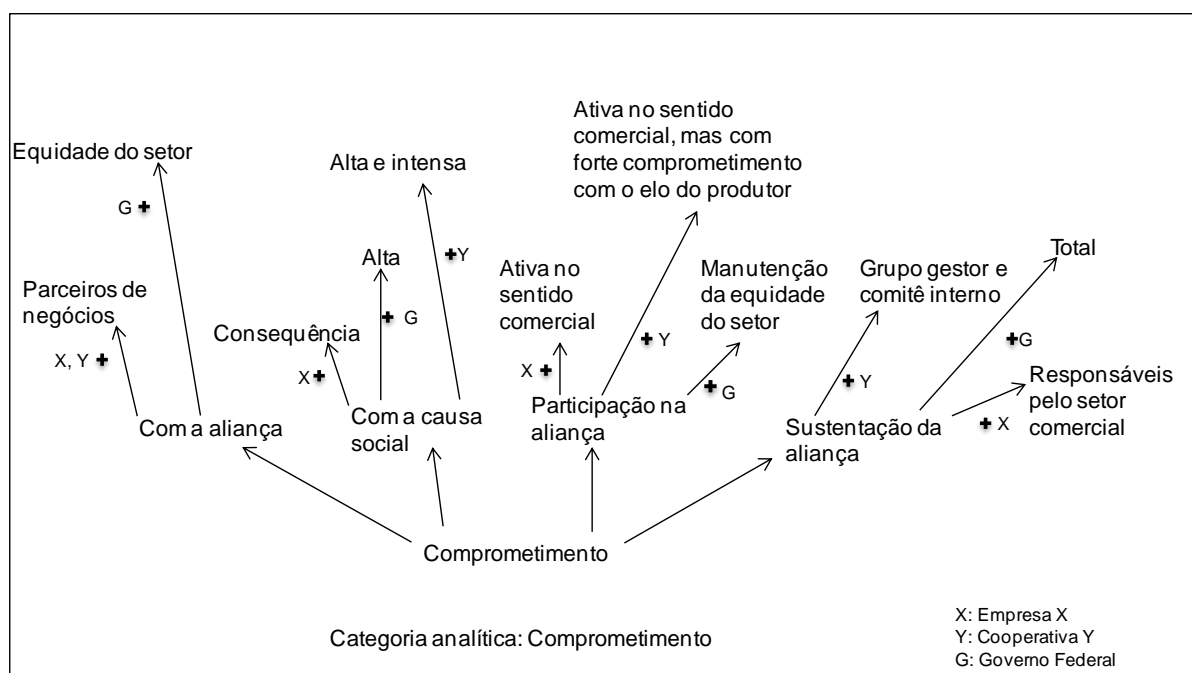 Ativa no sentido
comercial, mas com
forte comprometimento
com o elo do produtor
Equidade do setor
Alta e intensa
G +
+Y
Total
Alta
Ativa no
sentido
comercial
Manutenção
da equidade
do setor
Grupo gestor e
comitê interno
Parceiros de
negócios
+ G
Consequência
+ Y
+G
X, Y +
X +
X +
+ G
+ Y
Responsáveis
pelo setor
comercial
+ X
Com a aliança
Com a causa
social
Participação na
aliança
Sustentação da
aliança
Comprometimento
Categoria analítica: Comprometimento
X: Empresa X
Y: Cooperativa Y
G: Governo Federal